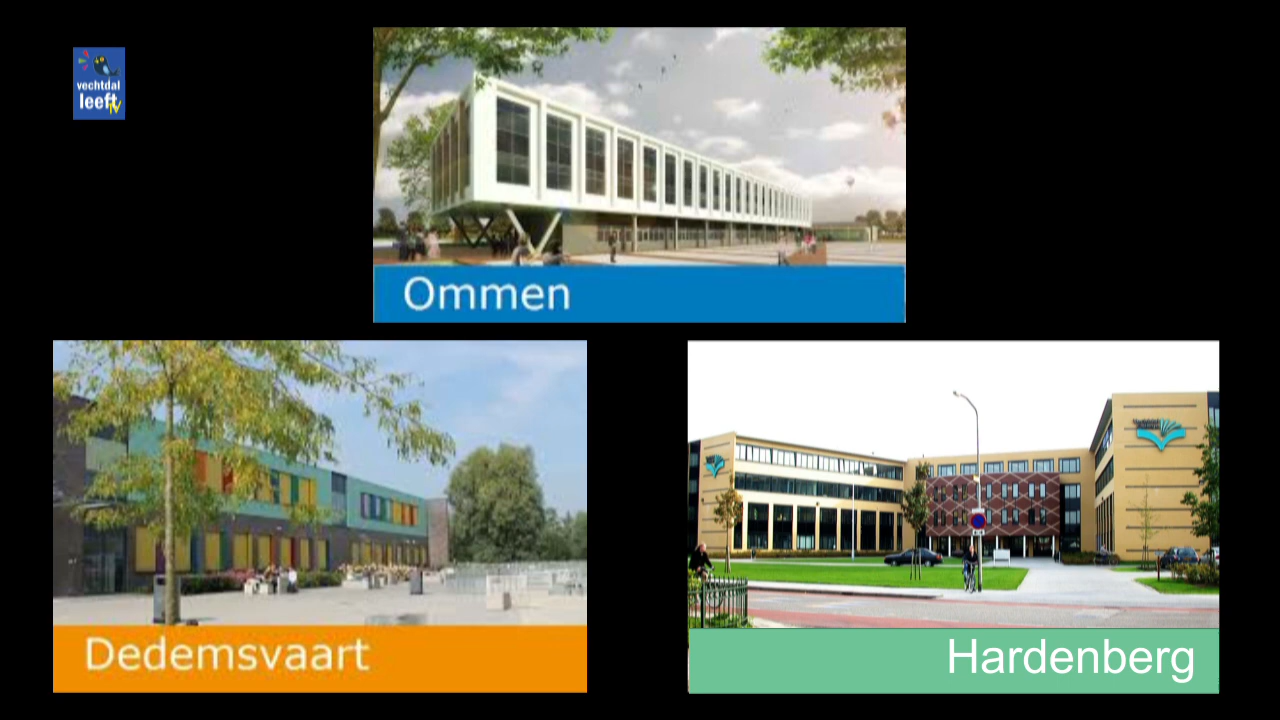 vechtdal
leeft
TV
Ommen
Dedemsvaart
Hardenberg